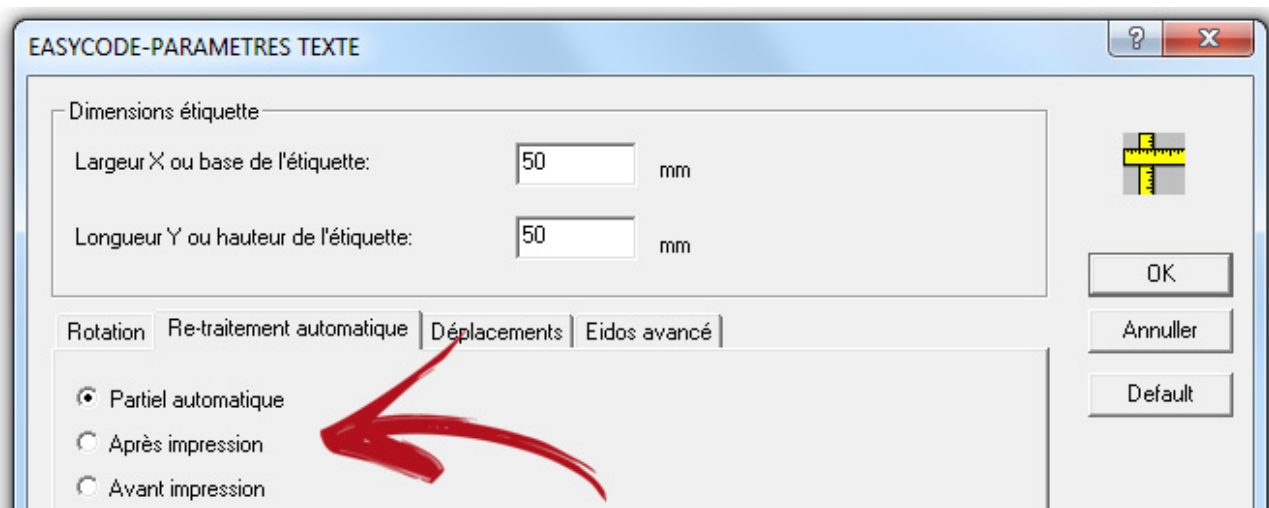 EASYCODE-PARAMETRES TEXTE
Dimensions étiquette
Largeur X ou base de l'étiquette: 50 mm
Longueur Y ou hauteur de l'étiquette: 50 mm
OK
Rotation Re-traitement automatique Déplacements Eidos avancé
Annuller
Partiel automatique
Default
Après impression
Avant impression